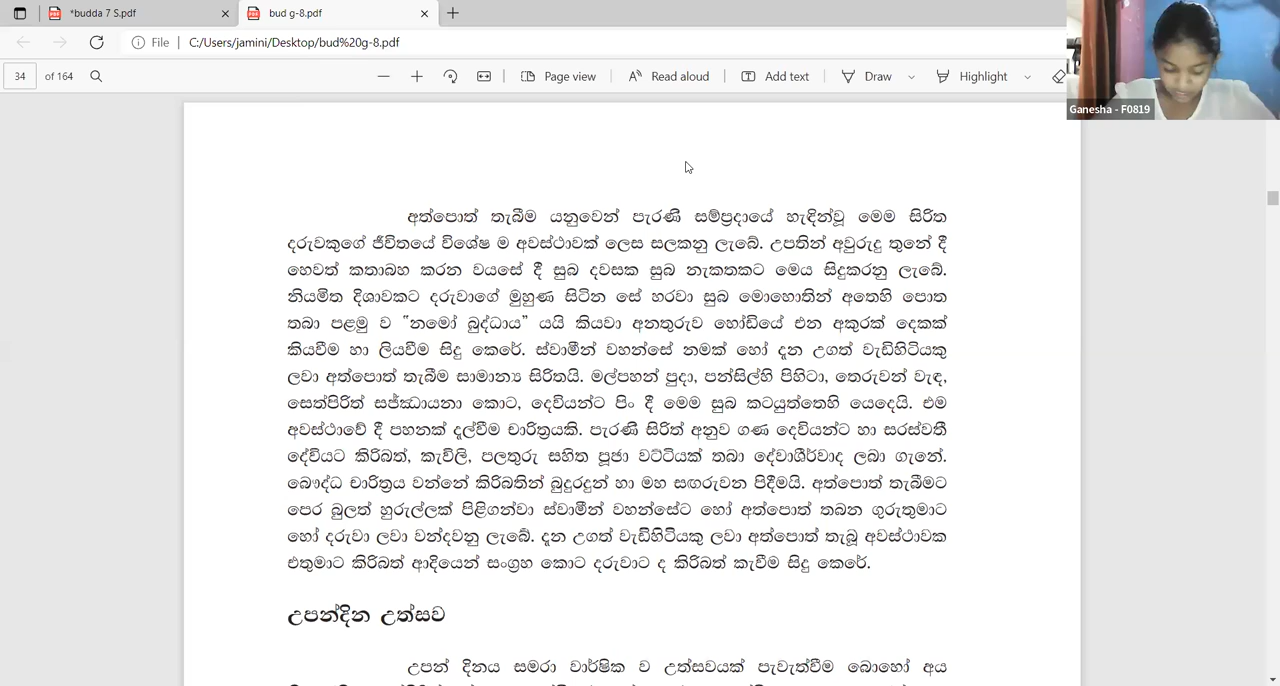 *budda 7 S.pdf
bud g-8.pdf
File C:/Users/jamini/Desktop/bud%20g-8.pdf
34 of 164 Page view Read aloud Add text Draw Highlight
Ganesha - F0819
අත්පොත් තැබීම යනුවෙන් පැරණි සම්ප්‍රදායේ හැඳින්වූ මෙම සිරිත
දරුවකුගේ ජීවිතයේ විශේෂ ම අවස්ථාවක් ලෙස සලකනු ලැබේ. උපතින් අවුරුදු තුනේ දී
හෙවත් කතාබහ කරන වයසේ දී සුබ දවසක සුබ නැකතකට මෙය සිදුකරනු ලැබේ.
නියමිත දිශාවකට දරුවාගේ මුහුණ සිටින සේ හරවා සුබ මොහොතින් අතෙහි පොත
තබා පළමු ව “නමෝ බුද්ධාය” යයි කියවා අනතුරුව හෝඩියේ එන අකුරක් දෙකක්
කියවීම හා ලියවීම සිදු කෙරේ. ස්වාමීන් වහන්සේ නමක් හෝ දැන උගත් වැඩිහිටියකු
ලවා අත්පොත් තැබීම සාමාන්‍ය සිරිතයි. මල්පහන් පුදා, පන්සිල්හි පිහිටා, තෙරුවන් වැඳ,
සෙත්පිරිත් සජ්ඣායනා කොට, දෙවියන්ට පිං දී මෙම සුබ කටයුත්තෙහි යෙදෙයි. එම
අවස්ථාවේ දී පහනක් දැල්වීම චාරිත්‍රයකි. පැරණි සිරිත් අනුව ගණ දෙවියන්ට හා සරස්වතී
දේවියට කිරිබත්, කැවිලි, පලතුරු සහිත පූජා වට්ටියක් තබා දේවාශීර්වාද ලබා ගැනේ.
බෞද්ධ චාරිත්‍රය වන්නේ කිරිබතින් බුදුරදුන් හා මහ සඟරුවන පිදීමයි. අත්පොත් තැබීමට
පෙර බුලත් හුරුල්ලක් පිළිගන්වා ස්වාමීන් වහන්සේට හෝ අත්පොත් තබන ගුරුතුමාට
හෝ දරුවා ලවා වන්දවනු ලැබේ. දැන උගත් වැඩිහිටියකු ලවා අත්පොත් තැබූ අවස්ථාවක
එතුමාට කිරිබත් ආදියෙන් සංග්‍රහ කොට දරුවාට ද කිරිබත් කැවීම සිදු කෙරේ.
උපන්දින උත්සව
උපන් දිනය සමරා වාර්ෂික ව උත්සවයක් පැවැත්වීම බොහෝ අය